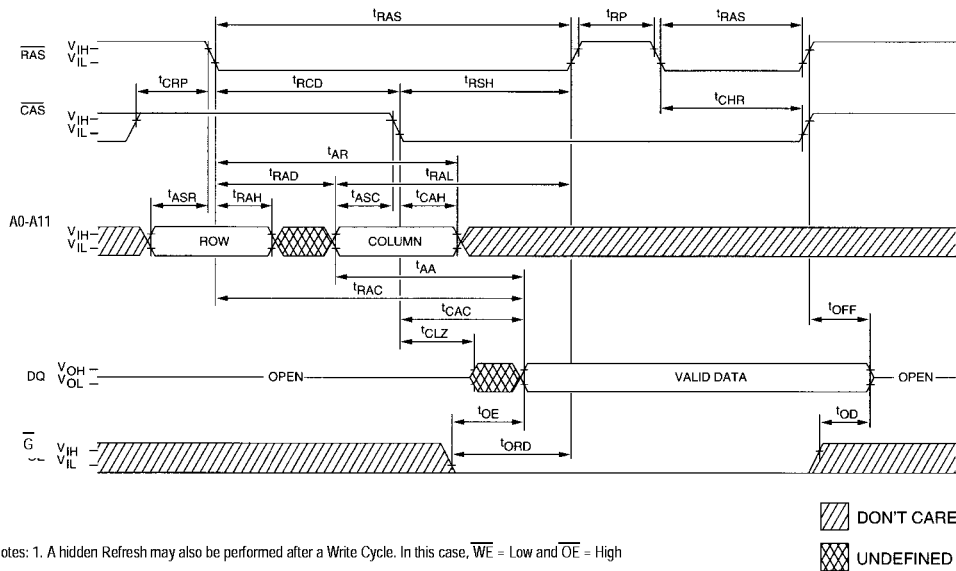 tRAS tRP tRAS
RAS VIH VIL
tCRP tRCD tRSH
CAS VIH VIL
tCHR
tAR
tRAD tRAL
tASR tRAH tASC tCAH
A0-A11 VIH VIL ROW COLUMN
tAA
tRAC
tCAC tOFF
tCLZ
DQ VOH VOL OPEN VALID DATA OPEN
tOE tOD
G VIH VIL tORD
DON'T CARE
otes: 1. A hidden Refresh may also be performed after a Write Cycle. In this case, WE = Low and OE = High
UNDEFINED